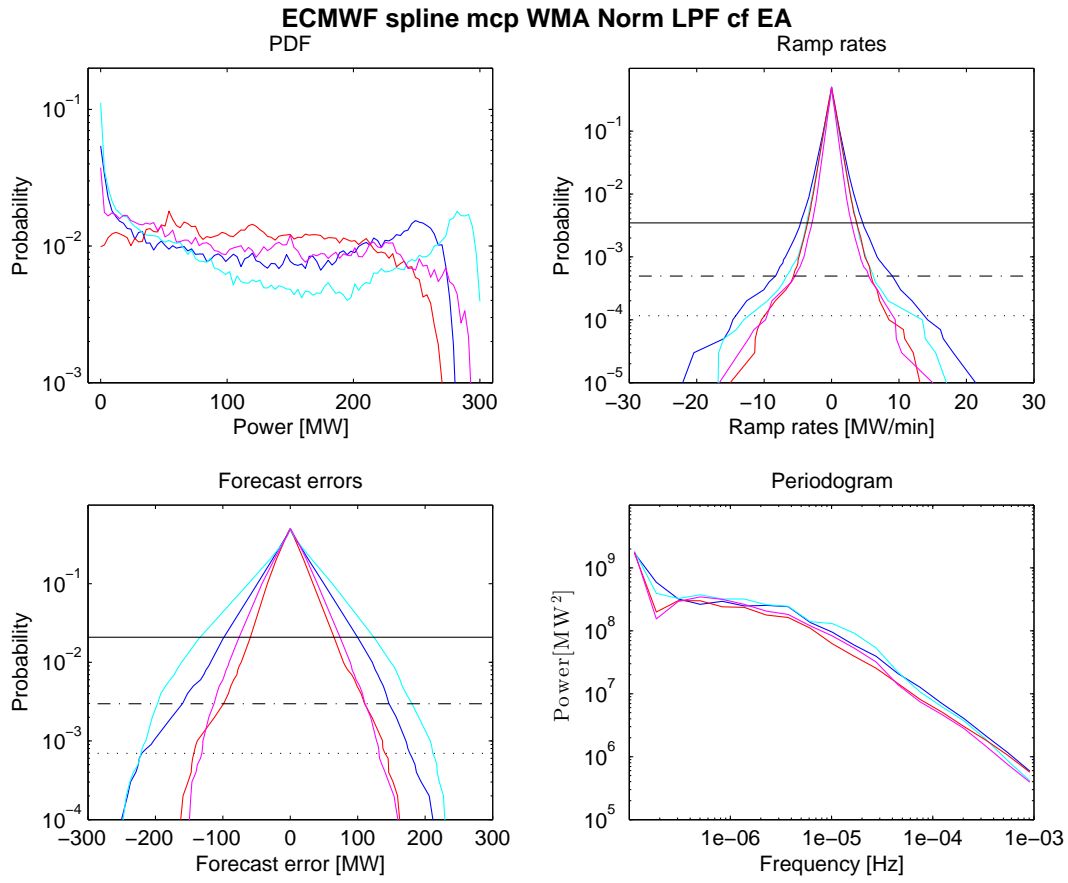 ECMWF spline mcp WMA Norm LPF cf EA
PDF
Probability
10^−1
10^−2
10^−3
0 100 200 300
Power [MW]
Ramp rates
Probability
10^−1
10^−2
10^−3
10^−4
10^−5
−30 −20 −10 0 10 20 30
Ramp rates [MW/min]
Forecast errors
Probability
10^−1
10^−2
10^−3
10^−4
−300 −200 −100 0 100 200 300
Forecast error [MW]
Periodogram
Power[MW^2]
10^9
10^8
10^7
10^6
10^5
1e−06 1e−05 1e−04 1e−03
Frequency [Hz]